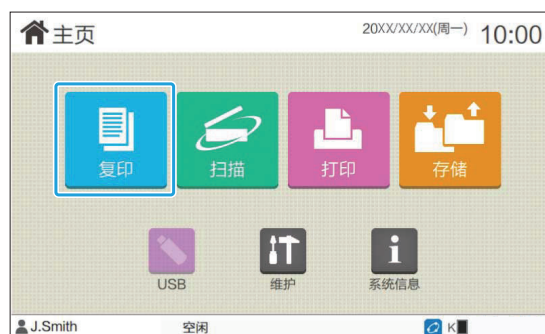 主页 20XX/XX/XX(周一) 10:00
复印 扫描 打印 存储
USB 维护 系统信息
J.Smith 空闲 K